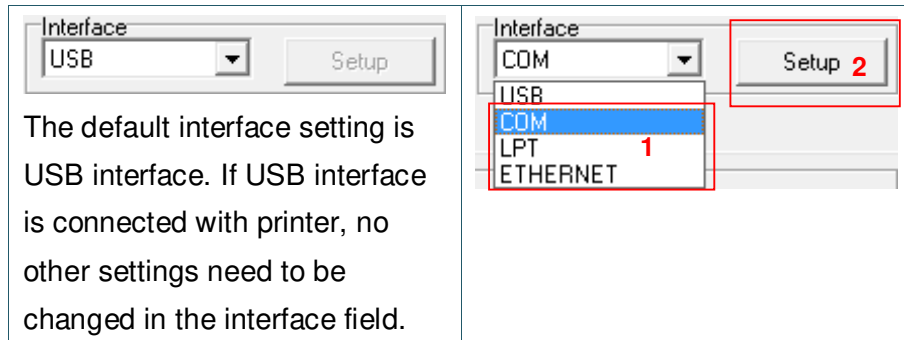 Interface
USB
Setup
The default interface setting is
USB interface. If USB interface
is connected with printer, no
other settings need to be
changed in the interface field.
Interface
COM
Setup 2
USB
COM
LPT 1
ETHERNET